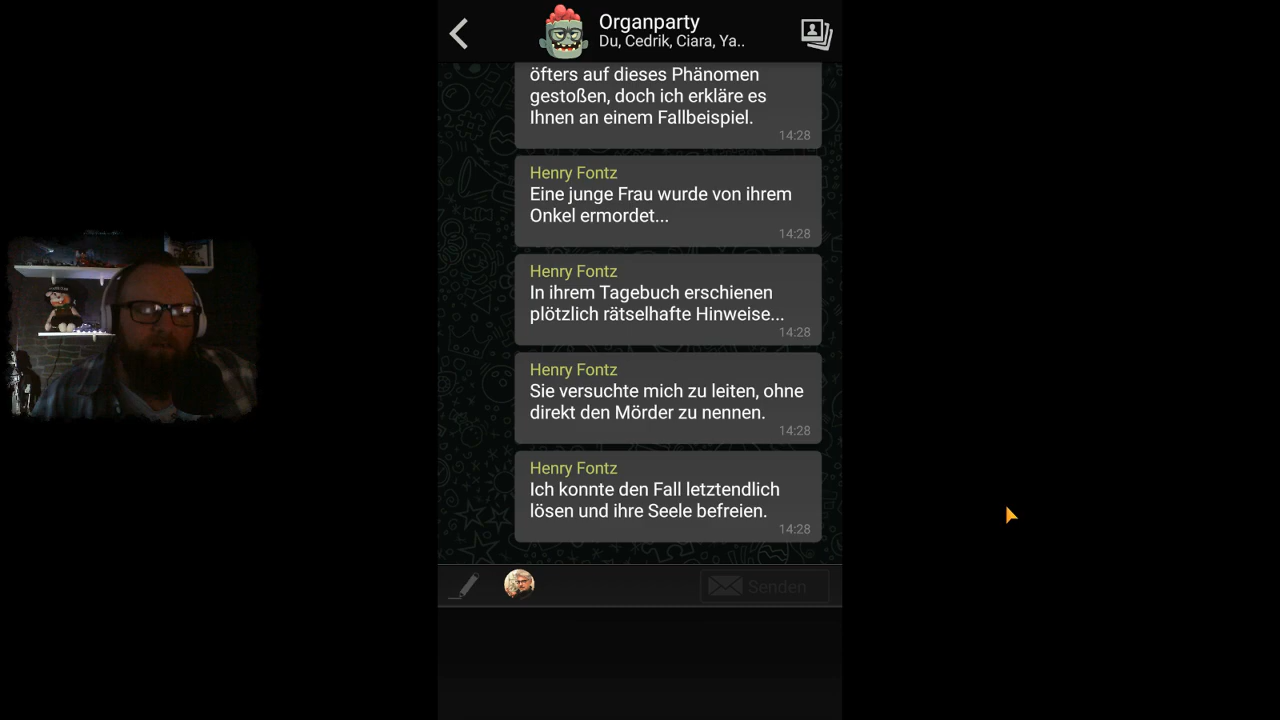 Organparty
Du, Cedrik, Ciara, Ya..
öfters auf dieses Phänomen
gestoßen, doch ich erkläre es
Ihnen an einem Fallbeispiel.
14:28
Henry Fontz
Eine junge Frau wurde von ihrem
Onkel ermordet...
14:28
Henry Fontz
In ihrem Tagebuch erschienen
plötzlich rätselhafte Hinweise...
14:28
Henry Fontz
Sie versuchte mich zu leiten, ohne
direkt den Mörder zu nennen.
14:28
Henry Fontz
Ich konnte den Fall letztendlich
lösen und ihre Seele befreien.
14:28
Senden